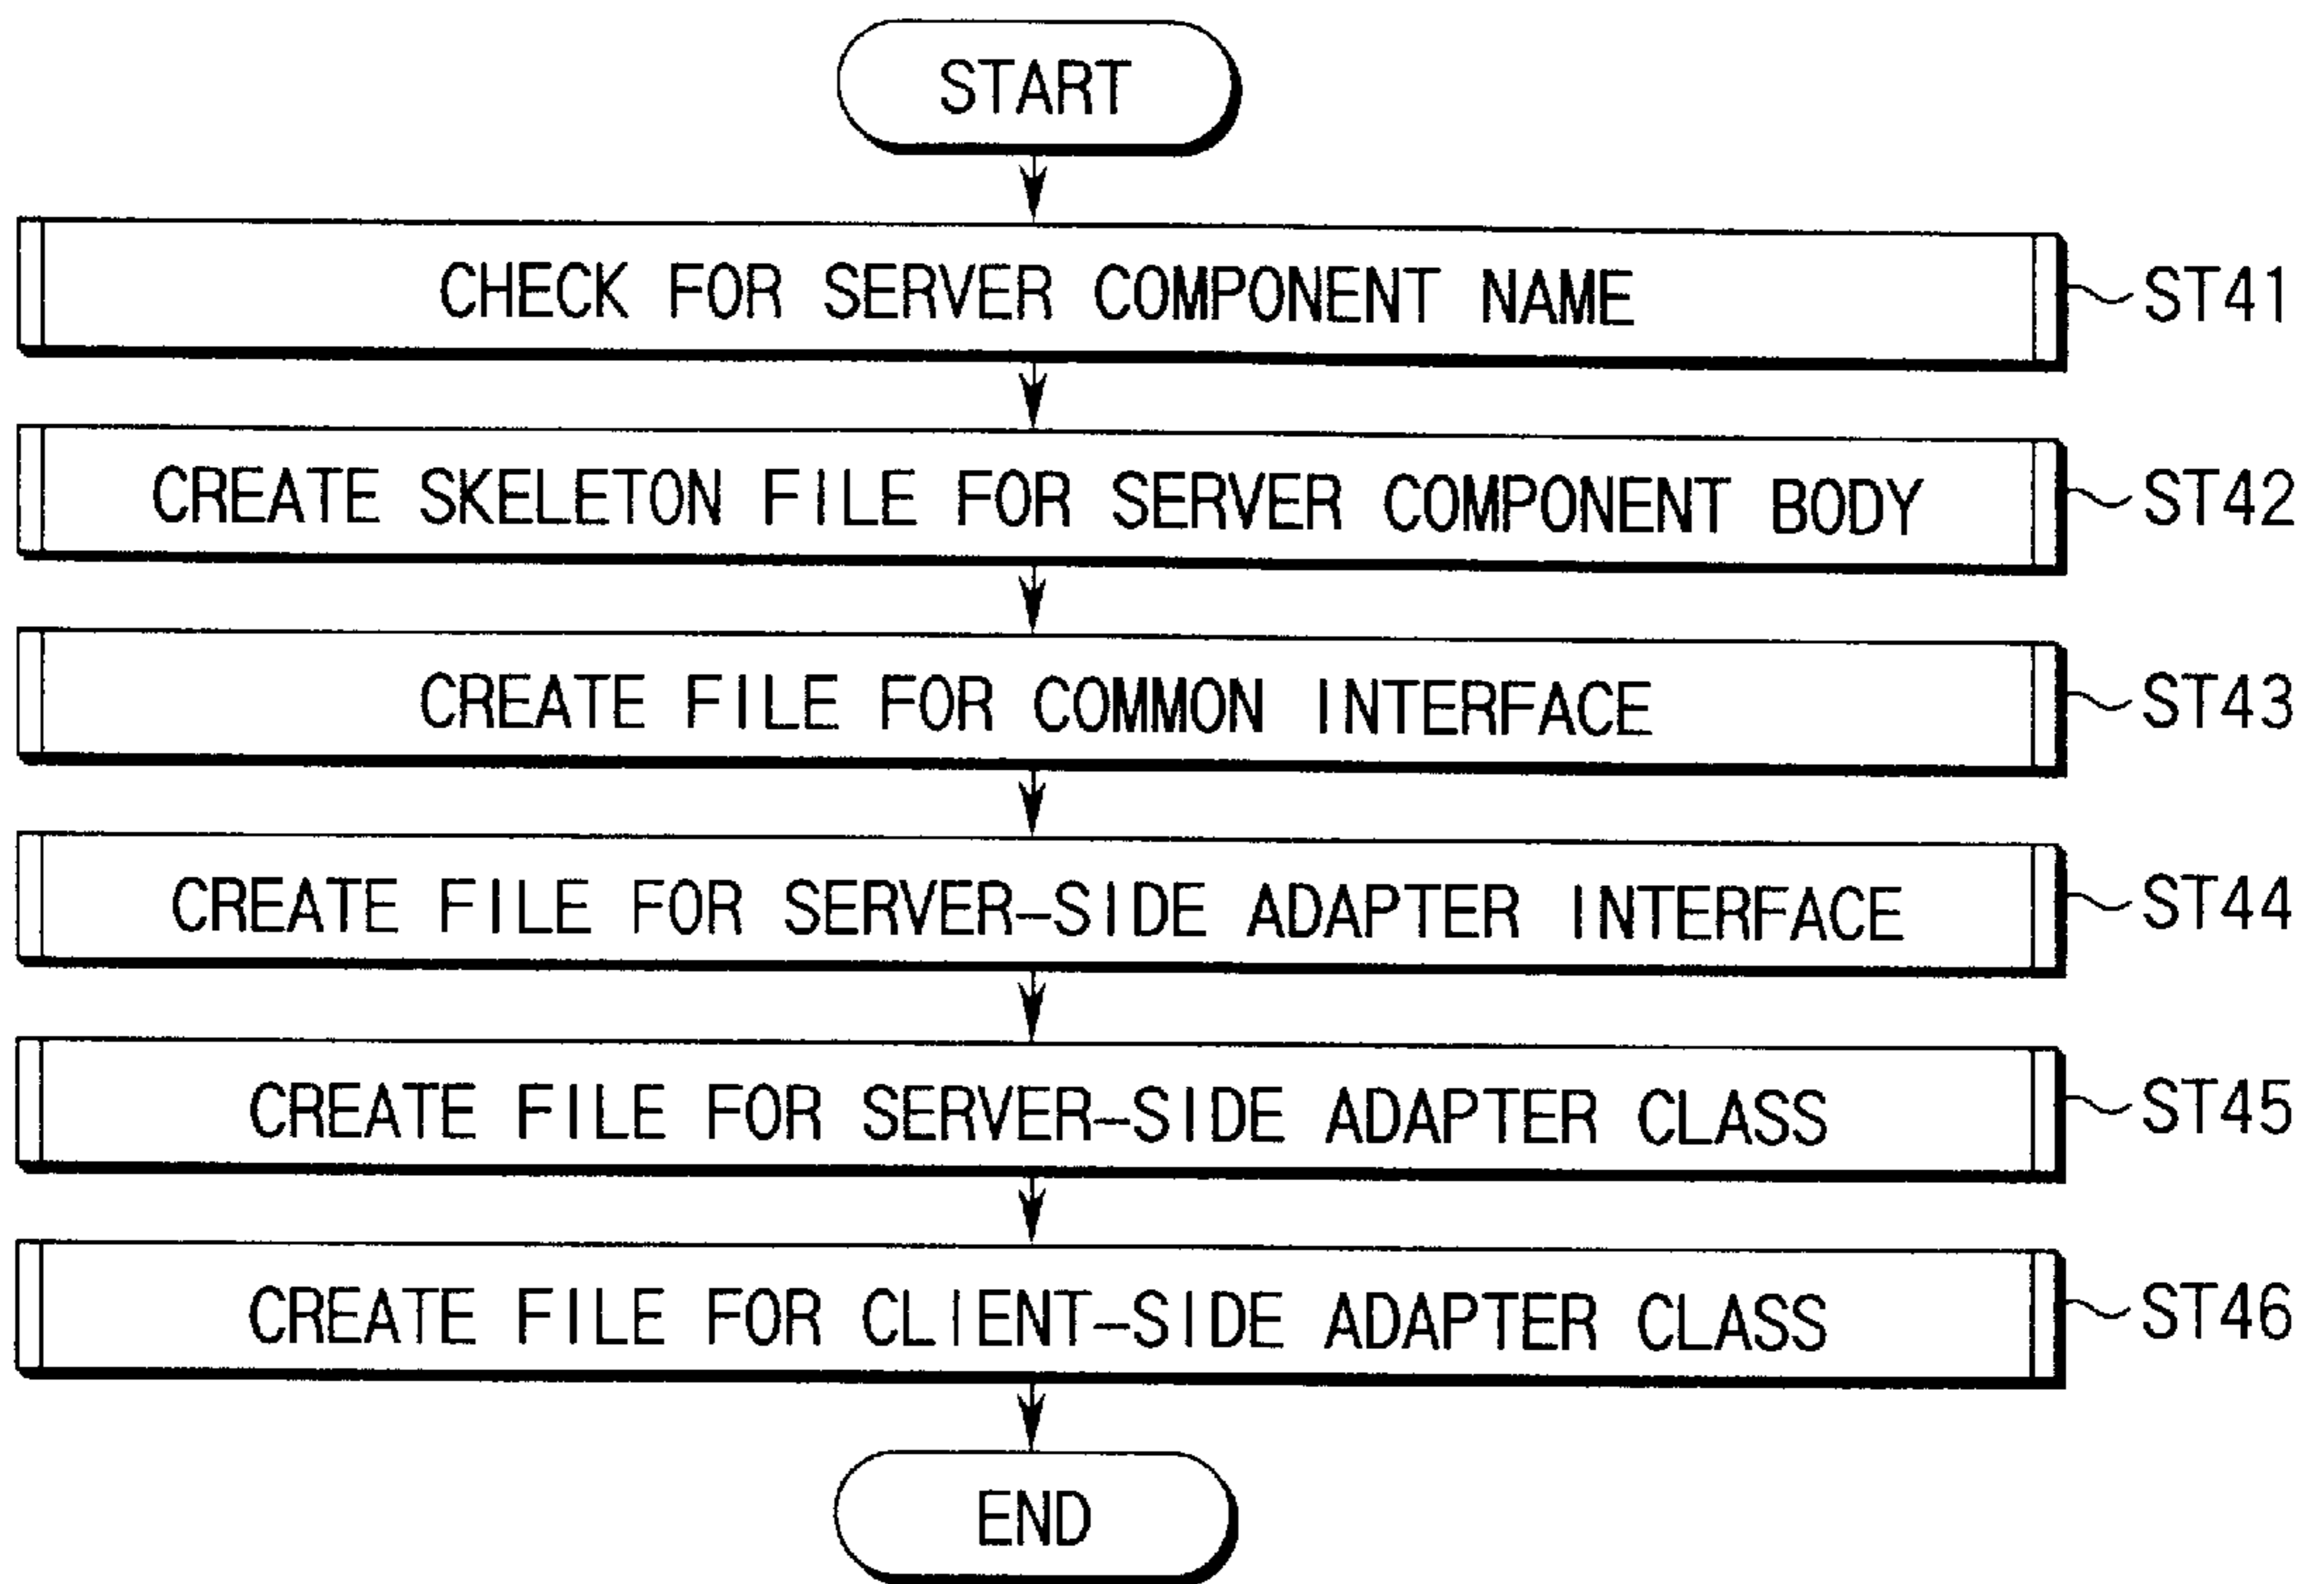 START
CHECK FOR SERVER COMPONENT NAME ST41
CREATE SKELETON FILE FOR SERVER COMPONENT BODY ST42
CREATE FILE FOR COMMON INTERFACE ST43
CREATE FILE FOR SERVER-SIDE ADAPTER INTERFACE ST44
CREATE FILE FOR SERVER-SIDE ADAPTER CLASS ST45
CREATE FILE FOR CLIENT-SIDE ADAPTER CLASS ST46
END